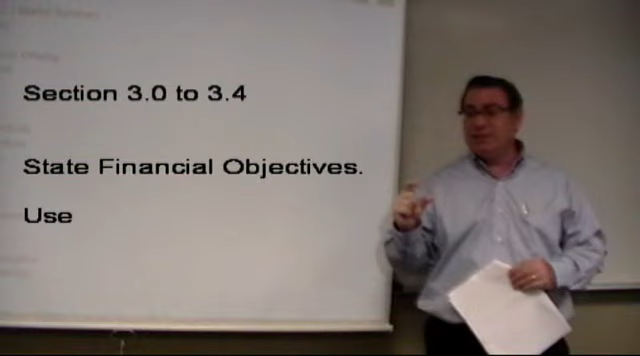 Section 3.0 to 3.4
State Financial Objectives.
Use